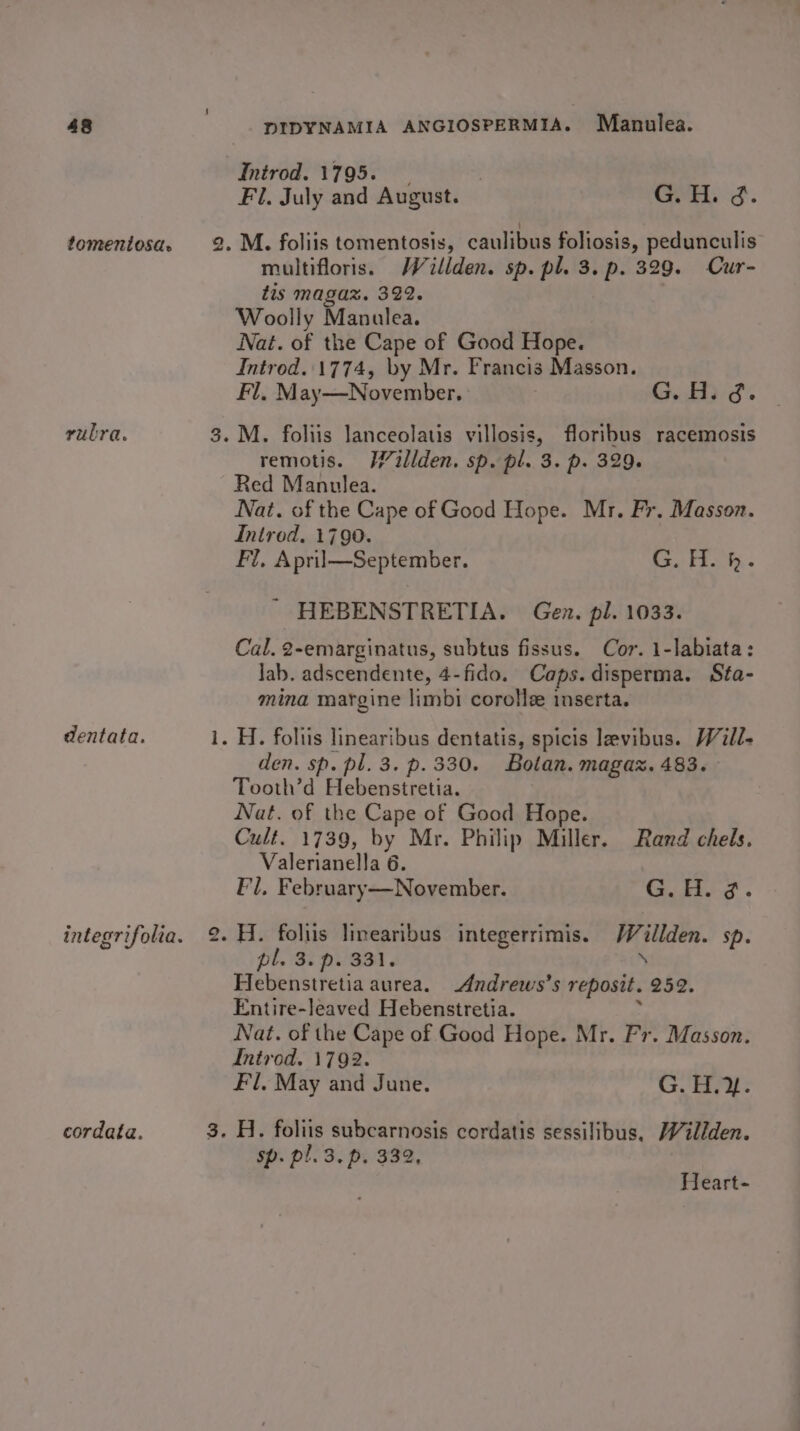 48 DIDYNAMIA ANGIOSPERMIA. Manulea.
Introd. 1795.
Fl. July and August. G. H. ♂.
tomentosa. 2. M. foliis tomentosis, caulibus foliosis, pedunculis
multifloris. Willden. sp. pl. 3. p. 329. Cur-
tis magaz. 322.
Woolly Manulea.
Nat. of the Cape of Good Hope.
Introd. 1774, by Mr. Francis Masson.
Fl. May—November. G. H. ♂.
rubra. 3. M. foliis lanceolatis villosis, floribus racemosis
remotis. Willden. sp. pl. 3. p. 329.
Red Manulea.
Nat. of the Cape of Good Hope. Mr. Fr. Masson.
Introd. 1790.
Fl. April—September. G. H. ♄.
HEBENSTRETIA. Gen. pl. 1033.
Cal. 2-emarginatus, subtus fissus. Cor. 1-labiata:
lab. adscendente, 4-fido. Caps. disperma. Sta-
mina margine limbi corollæ inserta.
dentata. 1. H. foliis linearibus dentatis, spicis lævibus. Will-
den. sp. pl. 3. p. 330. Botan. magaz. 483.
Tooth'd Hebenstretia.
Nat. of the Cape of Good Hope.
Cult. 1739, by Mr. Philip Miller. Rand chels.
Valerianella 6.
Fl. February—November. G. H. ♂.
integrifolia. 2. H. foliis linearibus integerrimis. Willden. sp.
pl. 3. p. 331.
Hebenstretia aurea. Andrews's reposit. 252.
Entire-leaved Hebenstretia.
Nat. of the Cape of Good Hope. Mr. Fr. Masson.
Introd. 1792.
Fl. May and June. G. H. ♃.
cordata. 3. H. foliis subcarnosis cordatis sessilibus. Willden.
sp. pl. 3. p. 332.
Heart-